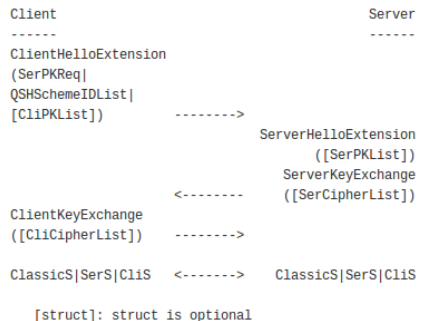 Client Server
------ ------
ClientHelloExtension
(SerPKReq|
QSHSchemeIDList|
[CliPKList]) -------->
ServerHelloExtension
([SerPKList])
ServerKeyExchange
<-------- ([SerCipherList])
ClientKeyExchange
([CliCipherList]) -------->
ClassicS|SerS|CliS <-------> ClassicS|SerS|CliS
[struct]: struct is optional